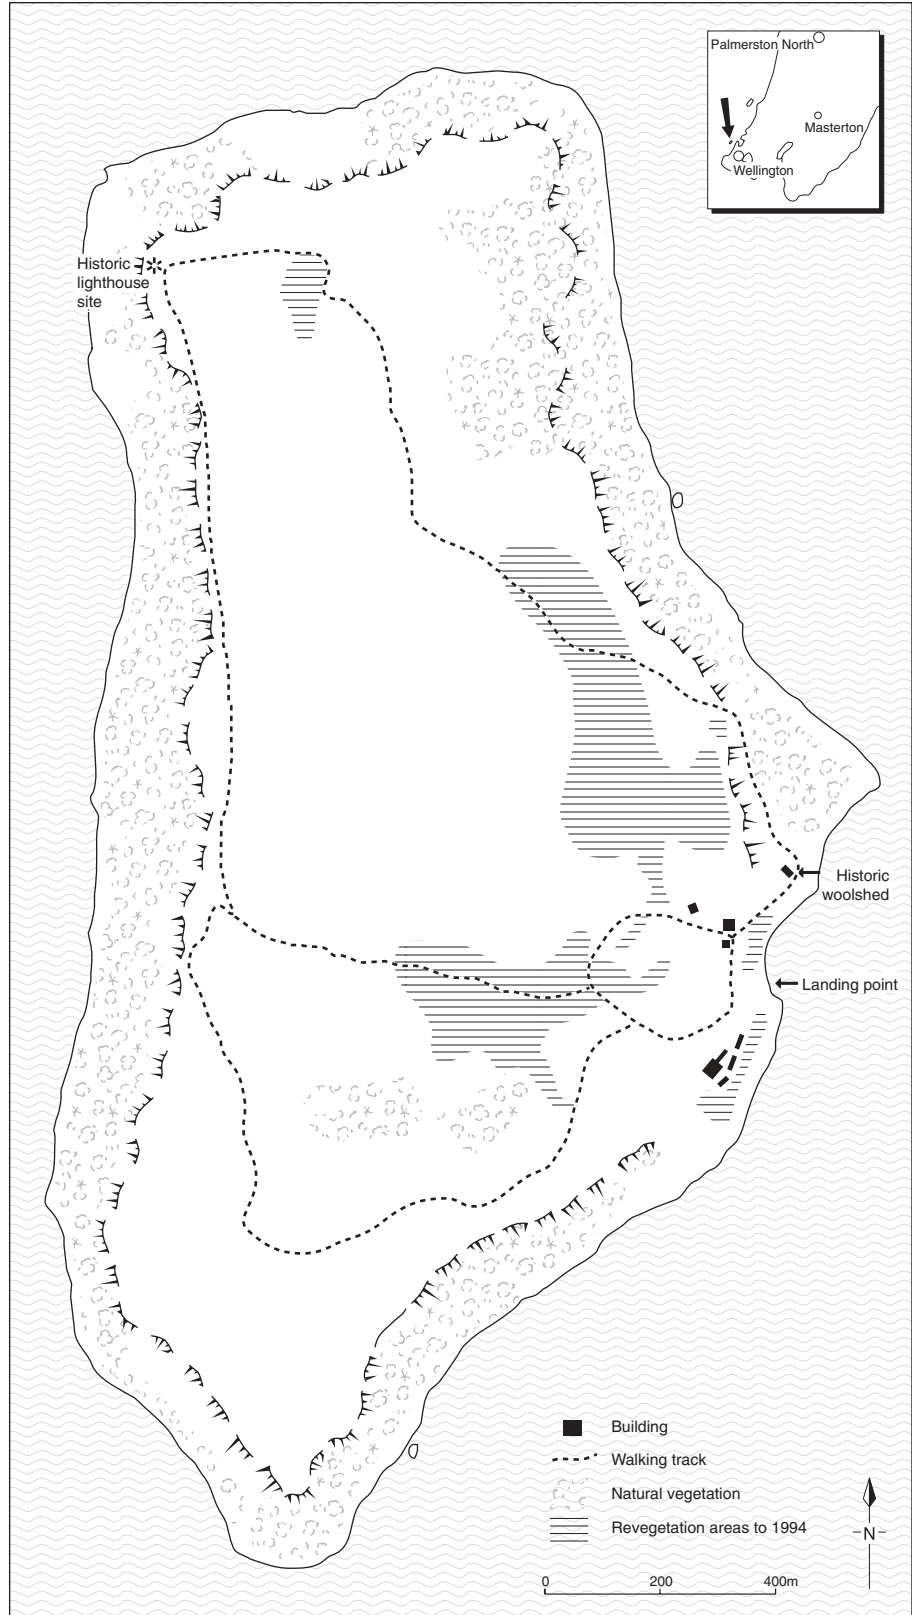 Palmerston North
Masterton
Wellington
Historic
lighthouse
site
Historic
woolshed
Landing point
Building
Walking track
Natural vegetation
Revegetation areas to 1994
N
0 200 400m